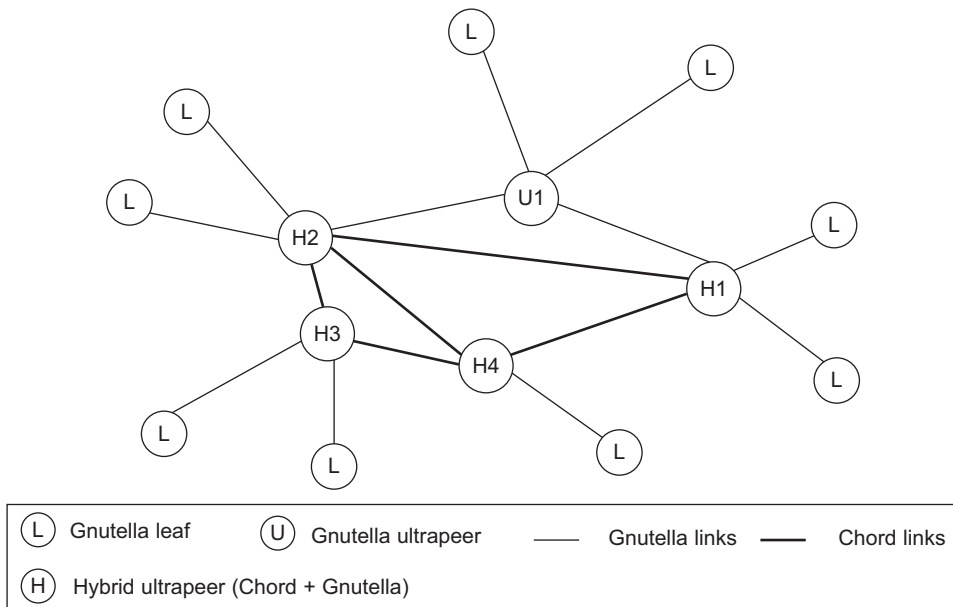 L
L
L
L
U1
L
H2
H1
H3
H4
L
L
L
L
L Gnutella leaf U Gnutella ultrapeer Gnutella links Chord links
H Hybrid ultrapeer (Chord + Gnutella)